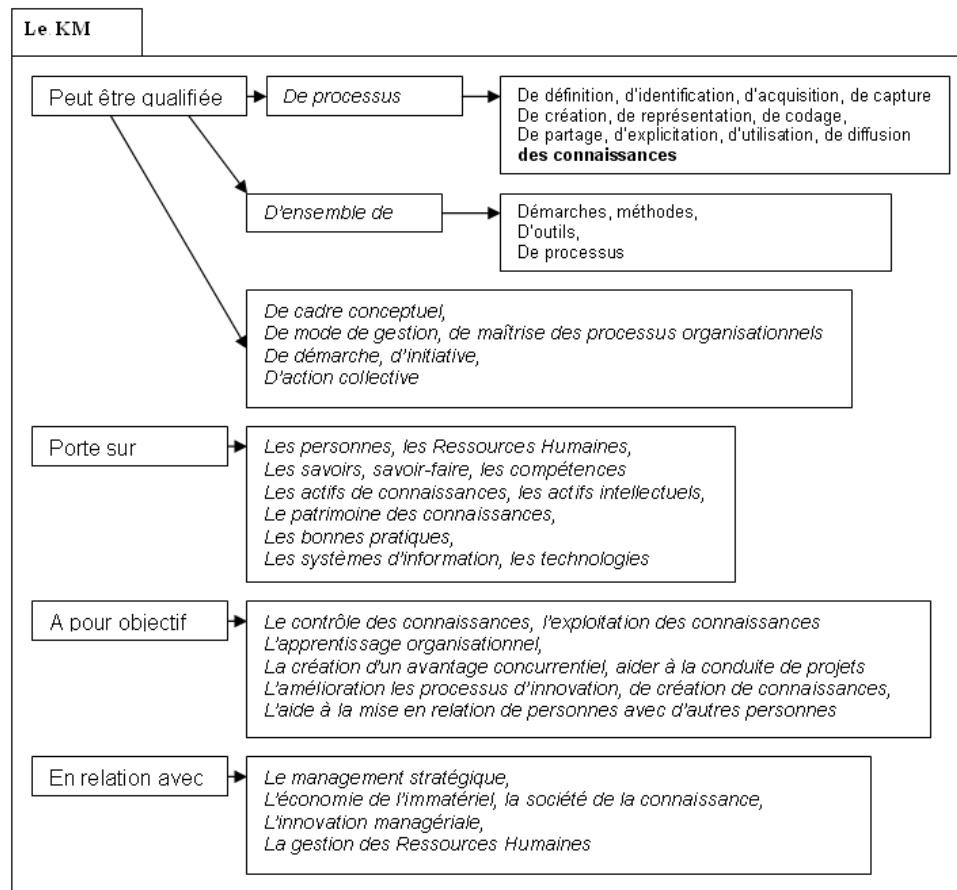 Le KM
Peut être qualifiée
De processus
De définition, d'identification, d'acquisition, de capture
De création, de représentation, de codage,
De partage, d'explicitation, d'utilisation, de diffusion
des connaissances
D'ensemble de
Démarches, méthodes,
D'outils,
De processus
De cadre conceptuel,
De mode de gestion, de maîtrise des processus organisationnels
De démarche, d'initiative,
D'action collective
Porte sur
Les personnes, les Ressources Humaines,
Les savoirs, savoir-faire, les compétences
Les actifs de connaissances, les actifs intellectuels,
Le patrimoine des connaissances,
Les bonnes pratiques,
Les systèmes d'information, les technologies
A pour objectif
Le contrôle des connaissances, l'exploitation des connaissances
L'apprentissage organisationnel,
La création d'un avantage concurrentiel, aider à la conduite de projets
L'amélioration les processus d'innovation, de création de connaissances,
L'aide à la mise en relation de personnes avec d'autres personnes
En relation avec
Le management stratégique,
L'économie de l'immatériel, la société de la connaissance,
L'innovation managériale,
La gestion des Ressources Humaines